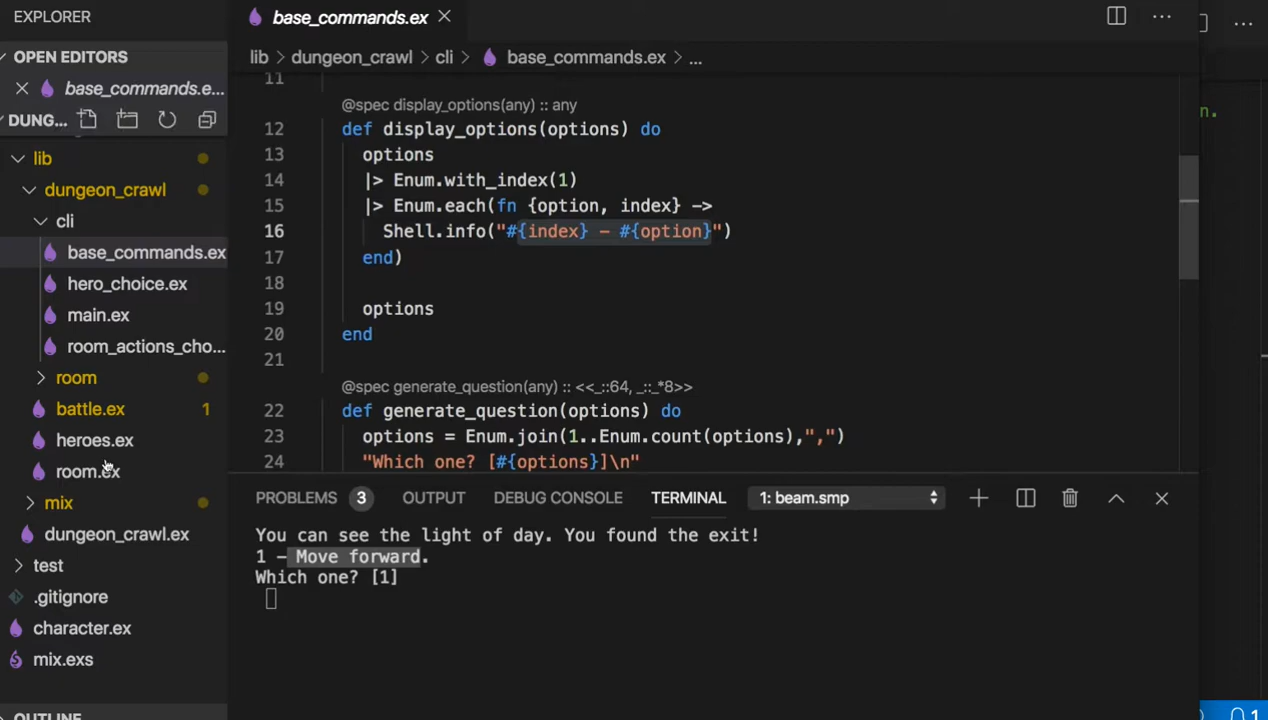 EXPLORER
OPEN EDITORS
base_commands.e...
DUNG...
lib
dungeon_crawl
cli
base_commands.ex
hero_choice.ex
main.ex
room_actions_cho...
room
battle.ex 1
heroes.ex
room.ex
mix
dungeon_crawl.ex
test
.gitignore
character.ex
mix.exs
OUTLINE
base_commands.ex
lib > dungeon_crawl > cli > base_commands.ex > ...
11
@spec display_options(any) :: any
12 def display_options(options) do
13 options
14 |> Enum.with_index(1)
15 |> Enum.each(fn {option, index} ->
16 Shell.info("#{index} - #{option}")
17 end)
18
19 options
20 end
21
@spec generate_question(any) :: <<_::64, _::_*8>>
22 def generate_question(options) do
23 options = Enum.join(1..Enum.count(options),",")
24 "Which one? [#{options}]\n"
PROBLEMS 3 OUTPUT DEBUG CONSOLE TERMINAL 1: beam.smp
You can see the light of day. You found the exit!
1 - Move forward.
Which one? [1]
n.
1